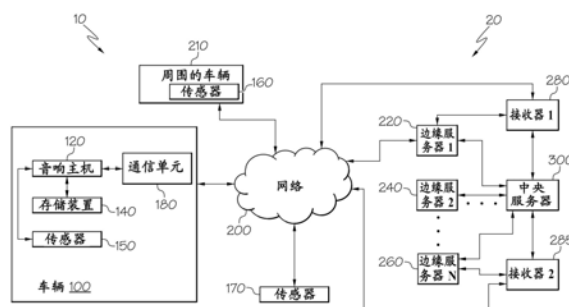 10
20
210
周围的车辆
传感器
160
280
接收器 1
220
边缘服
务器 1
120
音响主机
通信单元
180
存储装置
140
传感器
150
车辆 100
网络
200
170
传感器
240
边缘服
务器 2
300
中央
服务器
260
边缘服
务器 N
285
接收器 2